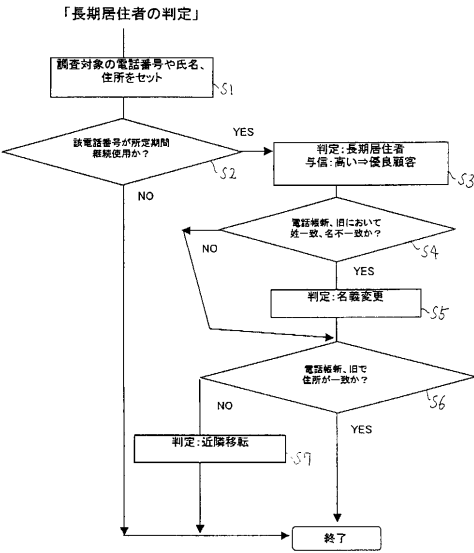 「長期居住者の判定」
調査対象の電話番号や氏名、
住所をセット
S1
該電話番号が所定期間
継続使用か？
S2
YES
NO
判定：長期居住者
与信：高い⇒優良顧客
S3
電話帳新、旧において
姓一致、名不一致か？
S4
NO
YES
判定：名義変更
S5
電話帳新、旧で
住所が一致か？
S6
NO
YES
判定：近隣移転
S7
終了